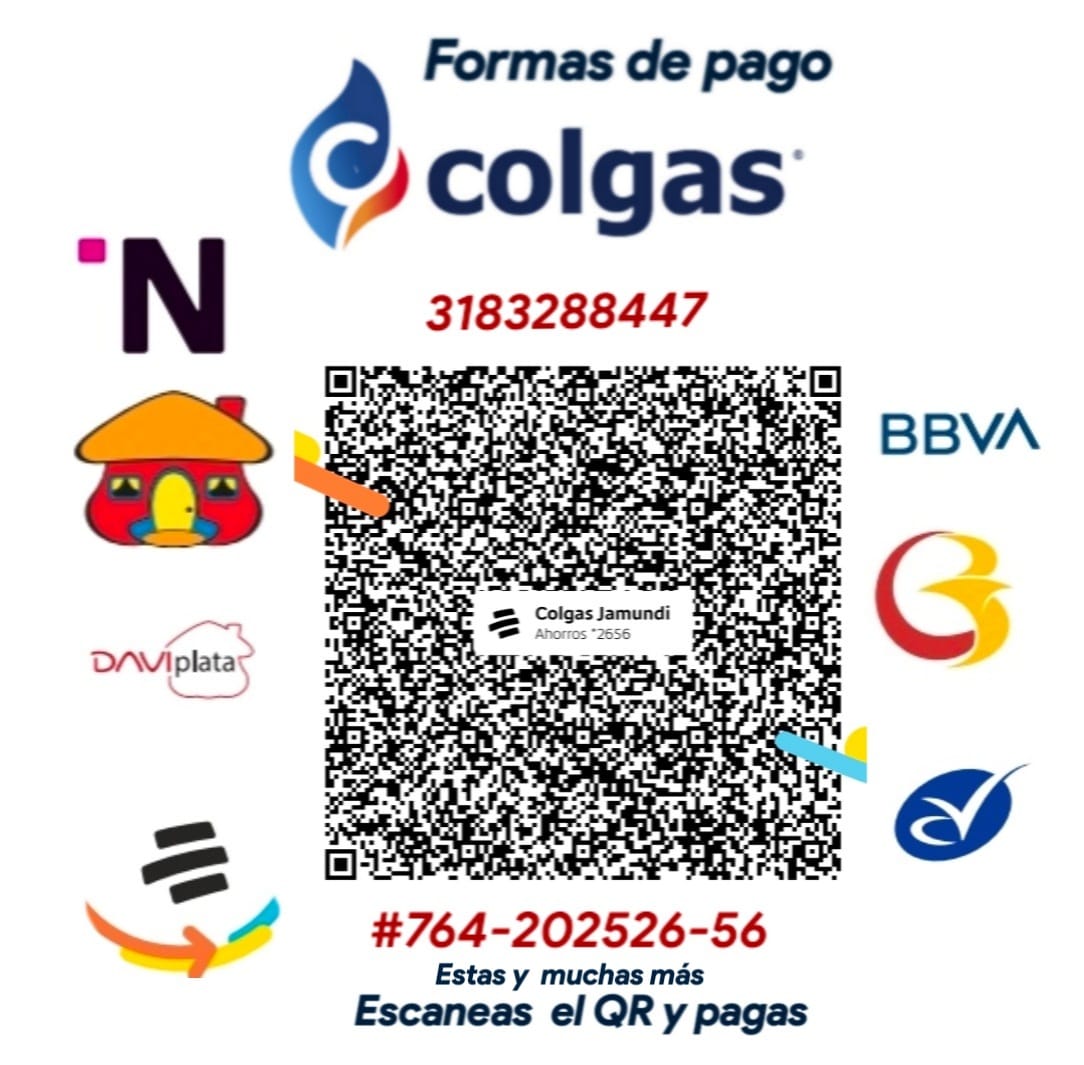 Formas de pago
colgas®
N
3183288447
BBVA
Colgas Jamundi
Ahorros *2656
DAVIplata
#764-202526-56
Estas y muchas más
Escaneas el QR y pagas